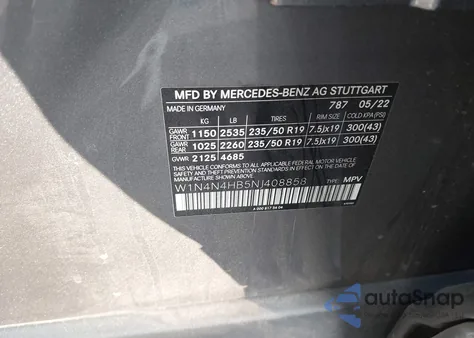 MFD BY MERCEDES-BENZ AG STUTTGART
MADE IN GERMANY 787 05/22
KG LB TIRES RIM SIZE COLD KPA (PSI)
GAWR FRONT 1150 2535 235/50 R19 7.5Jx19 300(43)
GAWR REAR 1025 2260 235/50 R19 7.5Jx19 300(43)
GVWR 2125 4685
THIS VEHICLE CONFORMS TO ALL APPLICABLE FEDERAL MOTOR VEHICLE
SAFETY AND THEFT PREVENTION STANDARDS IN EFFECT ON THE DATE OF
MANUFACTURE SHOWN ABOVE.
W1N4N4HB5NJ408858 TYPE: MPV
autoSnap